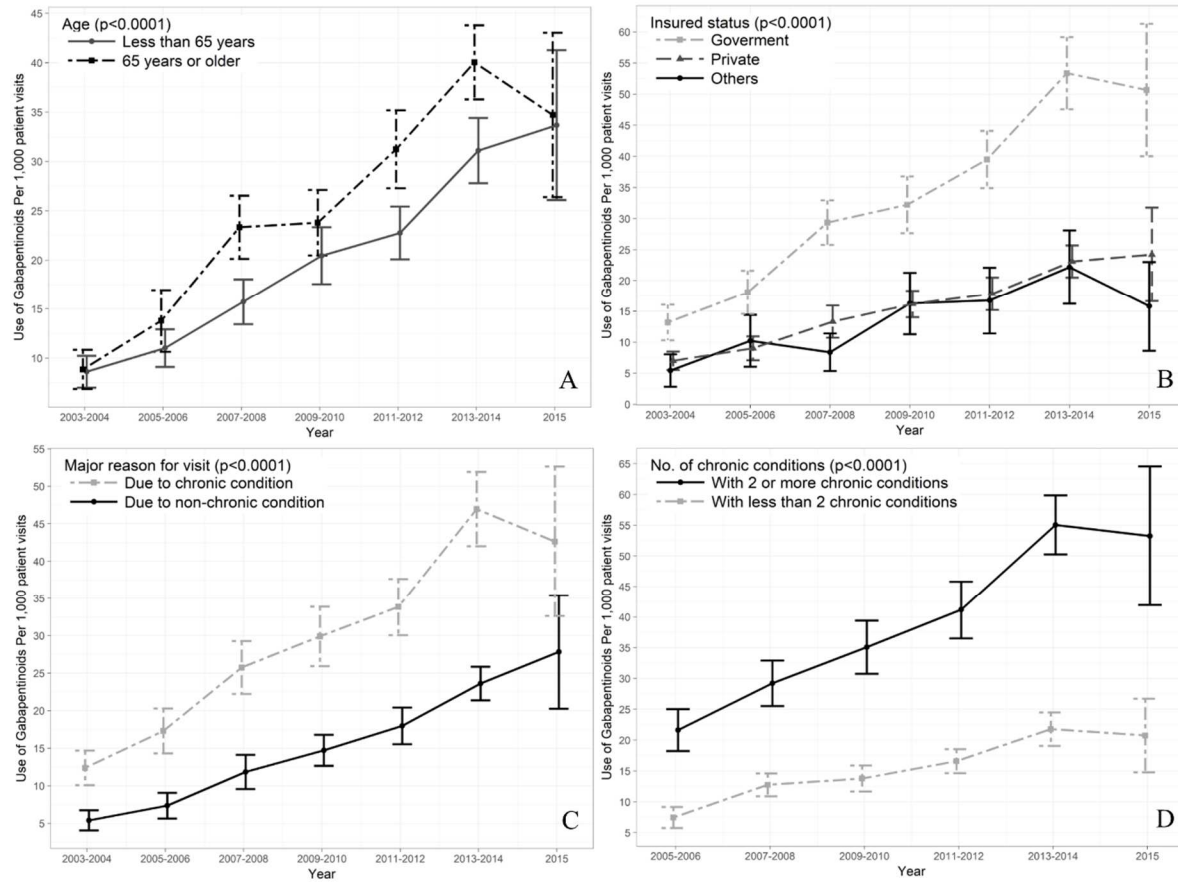 Age (p<0.0001)
Less than 65 years
65 years or older
Use of Gabapentinoids Per 1,000 patient visits
45
40
35
30
25
20
15
10
A
2003-2004 2005-2006 2007-2008 2009-2010 2011-2012 2013-2014 2015
Year
Insured status (p<0.0001)
Goverment
Private
Others
Use of Gabapentinoids Per 1,000 patient visits
60
55
50
45
40
35
30
25
20
15
10
5
0
B
2003-2004 2005-2006 2007-2008 2009-2010 2011-2012 2013-2014 2015
Year
Major reason for visit (p<0.0001)
Due to chronic condition
Due to non-chronic condition
Use of Gabapentinoids Per 1,000 patient visits
55
50
45
40
35
30
25
20
15
10
5
C
2003-2004 2005-2006 2007-2008 2009-2010 2011-2012 2013-2014 2015
Year
No. of chronic conditions (p<0.0001)
With 2 or more chronic conditions
With less than 2 chronic conditions
Use of Gabapentinoids Per 1,000 patient visits
65
60
55
50
45
40
35
30
25
20
15
10
5
D
2005-2006 2007-2008 2009-2010 2011-2012 2013-2014 2015
Year